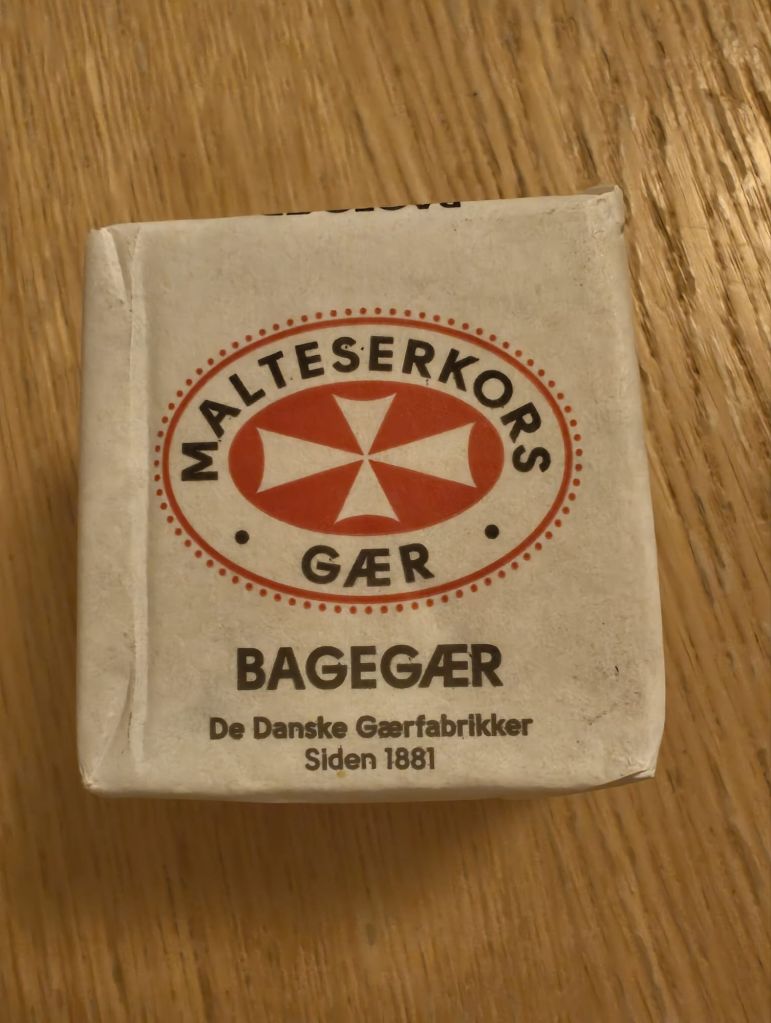 MALTESERKORS
GÆR
BAGEGÆR
De Danske Gærfabrikker
Siden 1881